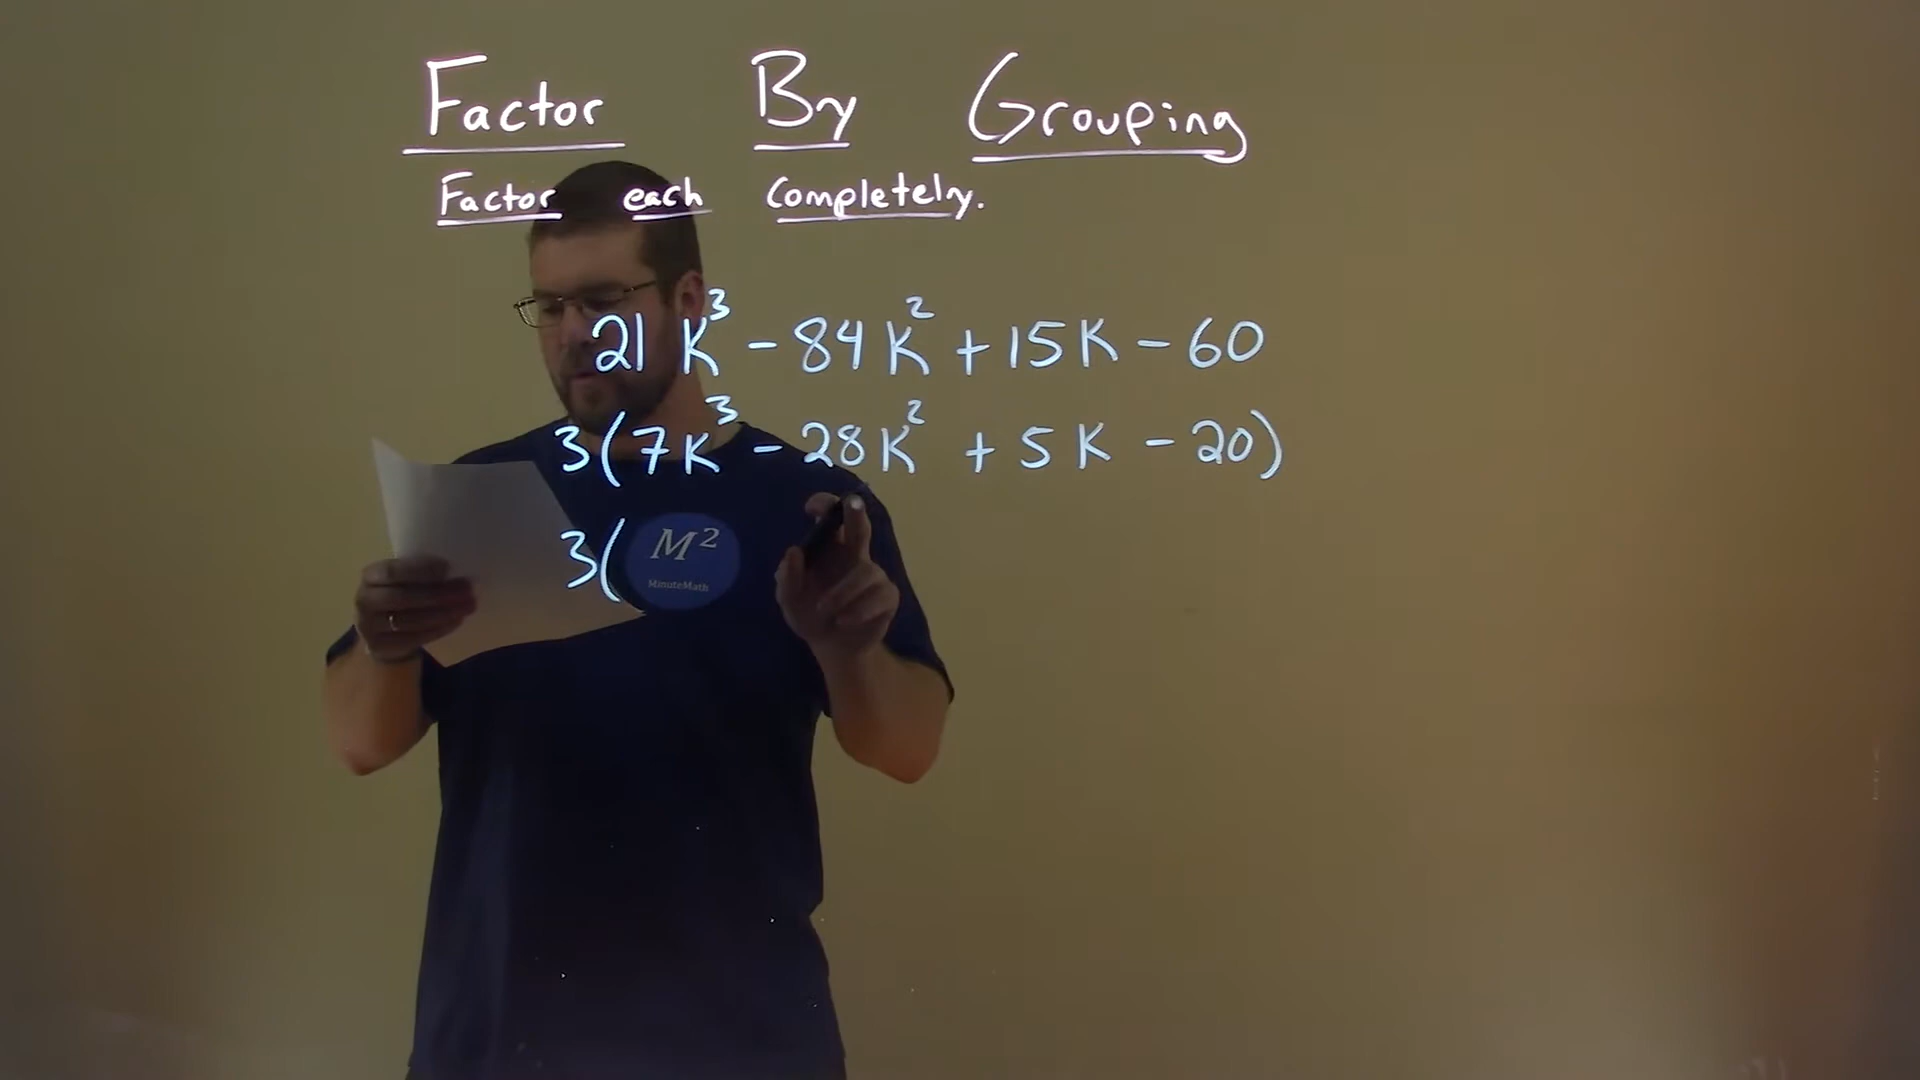 Factor By Grouping
Factor each Completely.
21K³ - 84K² + 15K - 60
3(7K³ - 28K² + 5K - 20)
3(
M²
MinuteMath